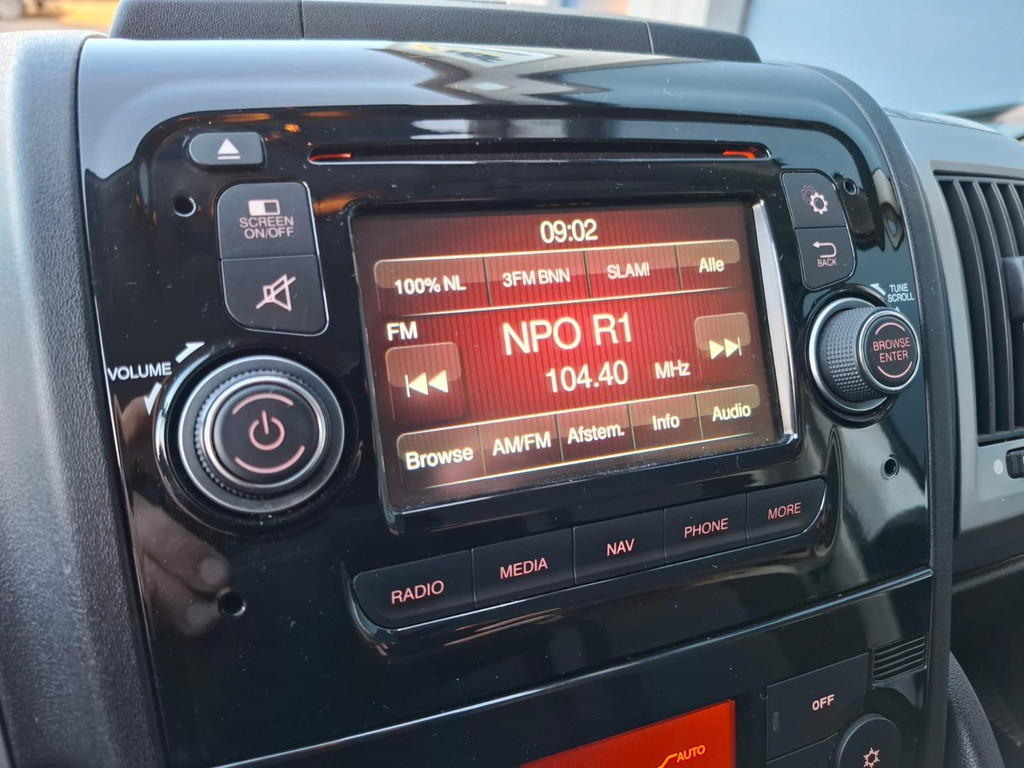 SCREEN
ON/OFF
VOLUME
09:02
100% NL
3FM BNN
SLAM!
Alle
FM
NPO R1
104.40 MHz
Browse
AM/FM
Afstem.
Info
Audio
BACK
TUNE
SCROLL
BROWSE
ENTER
RADIO
MEDIA
NAV
PHONE
MORE
OFF
AUTO